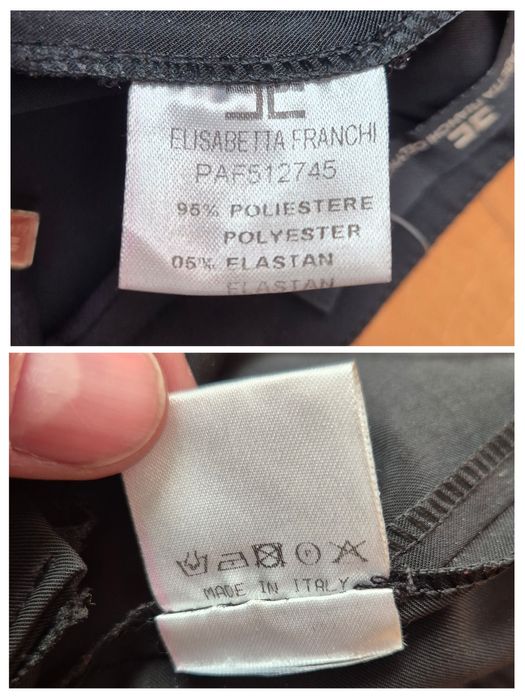 ELISABETTA FRANCHI
PAF512745
95% POLIESTERE
POLYESTER
05% ELASTAN
ELASTAN
P
MADE IN ITALY